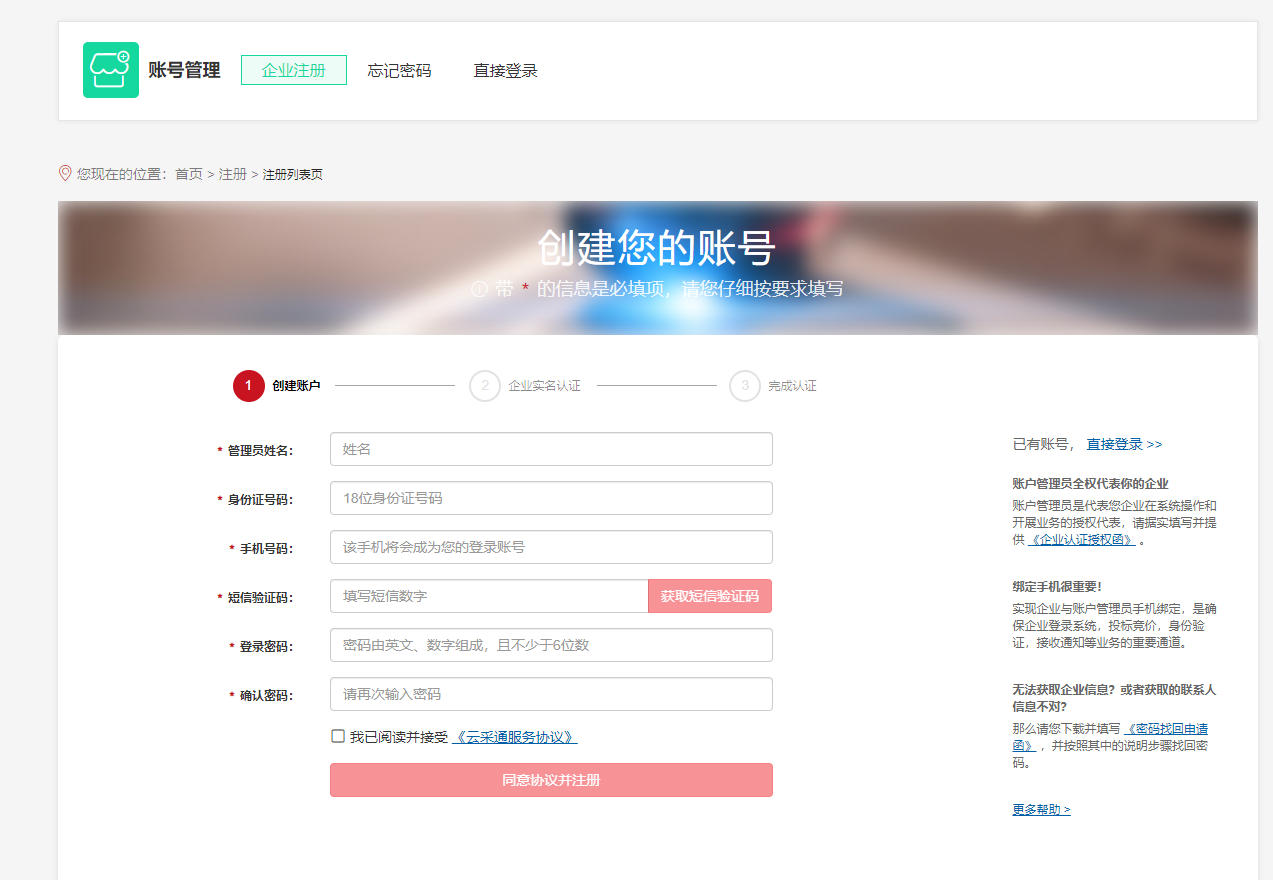 账号管理 企业注册 忘记密码 直接登录
您现在的位置：首页 > 注册 > 注册列表页
创建您的账号
带 * 的信息是必填项，请您仔细按要求填写
1 创建账户 2 企业实名认证 3 完成认证
* 管理员姓名： 姓名
* 身份证号码： 18位身份证号码
* 手机号码： 该手机将会成为您的登录账号
* 短信验证码： 填写短信数字 获取短信验证码
* 登录密码： 密码由英文、数字组成，且不少于6位数
* 确认密码： 请再次输入密码
我已阅读并接受 《云采通服务协议》
同意协议并注册
已有账号， 直接登录 >>
账户管理员全权代表你的企业
账户管理员是代表您企业在系统操作和
开展业务的授权代表，请据实填写并提
供 《企业认证授权函》 。
绑定手机很重要！
实现企业与账户管理员手机绑定，是确
保企业登录系统，投标竞价，身份验
证，接收通知等业务的重要通道。
无法获取企业信息？或者获取的联系人
信息不对？
那么请您下载并填写 《密码找回申请
函》 ，并按照其中的说明步骤找回密
码。
更多帮助 >